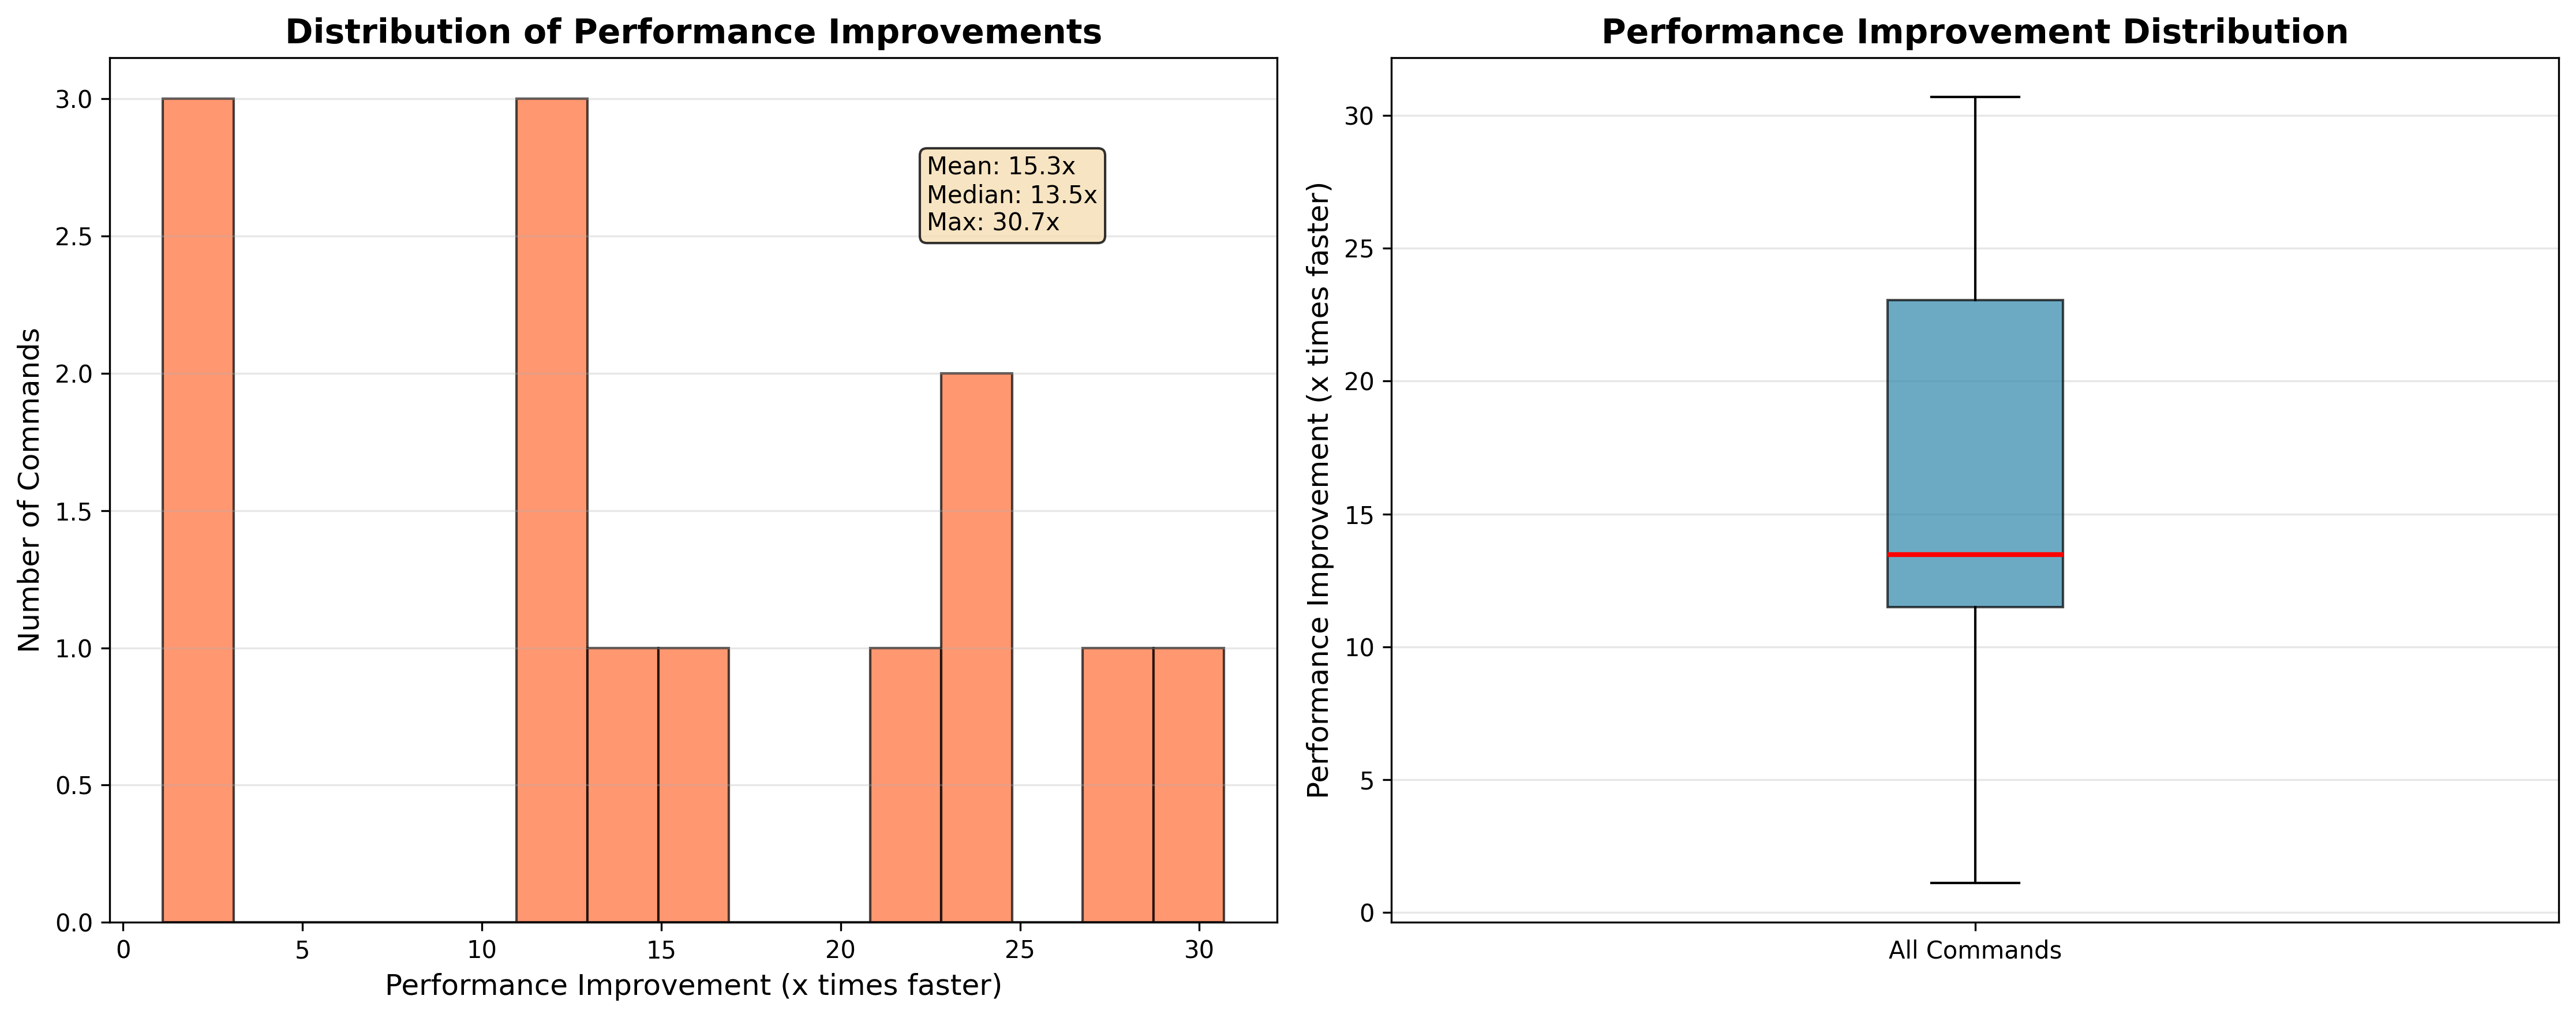 Distribution of Performance Improvements
3.0
2.5
2.0
1.5
1.0
0.5
0.0
Number of Commands
Mean: 15.3x
Median: 13.5x
Max: 30.7x
0 5 10 15 20 25 30
Performance Improvement (x times faster)
Performance Improvement Distribution
30
25
20
15
10
5
0
Performance Improvement (x times faster)
All Commands